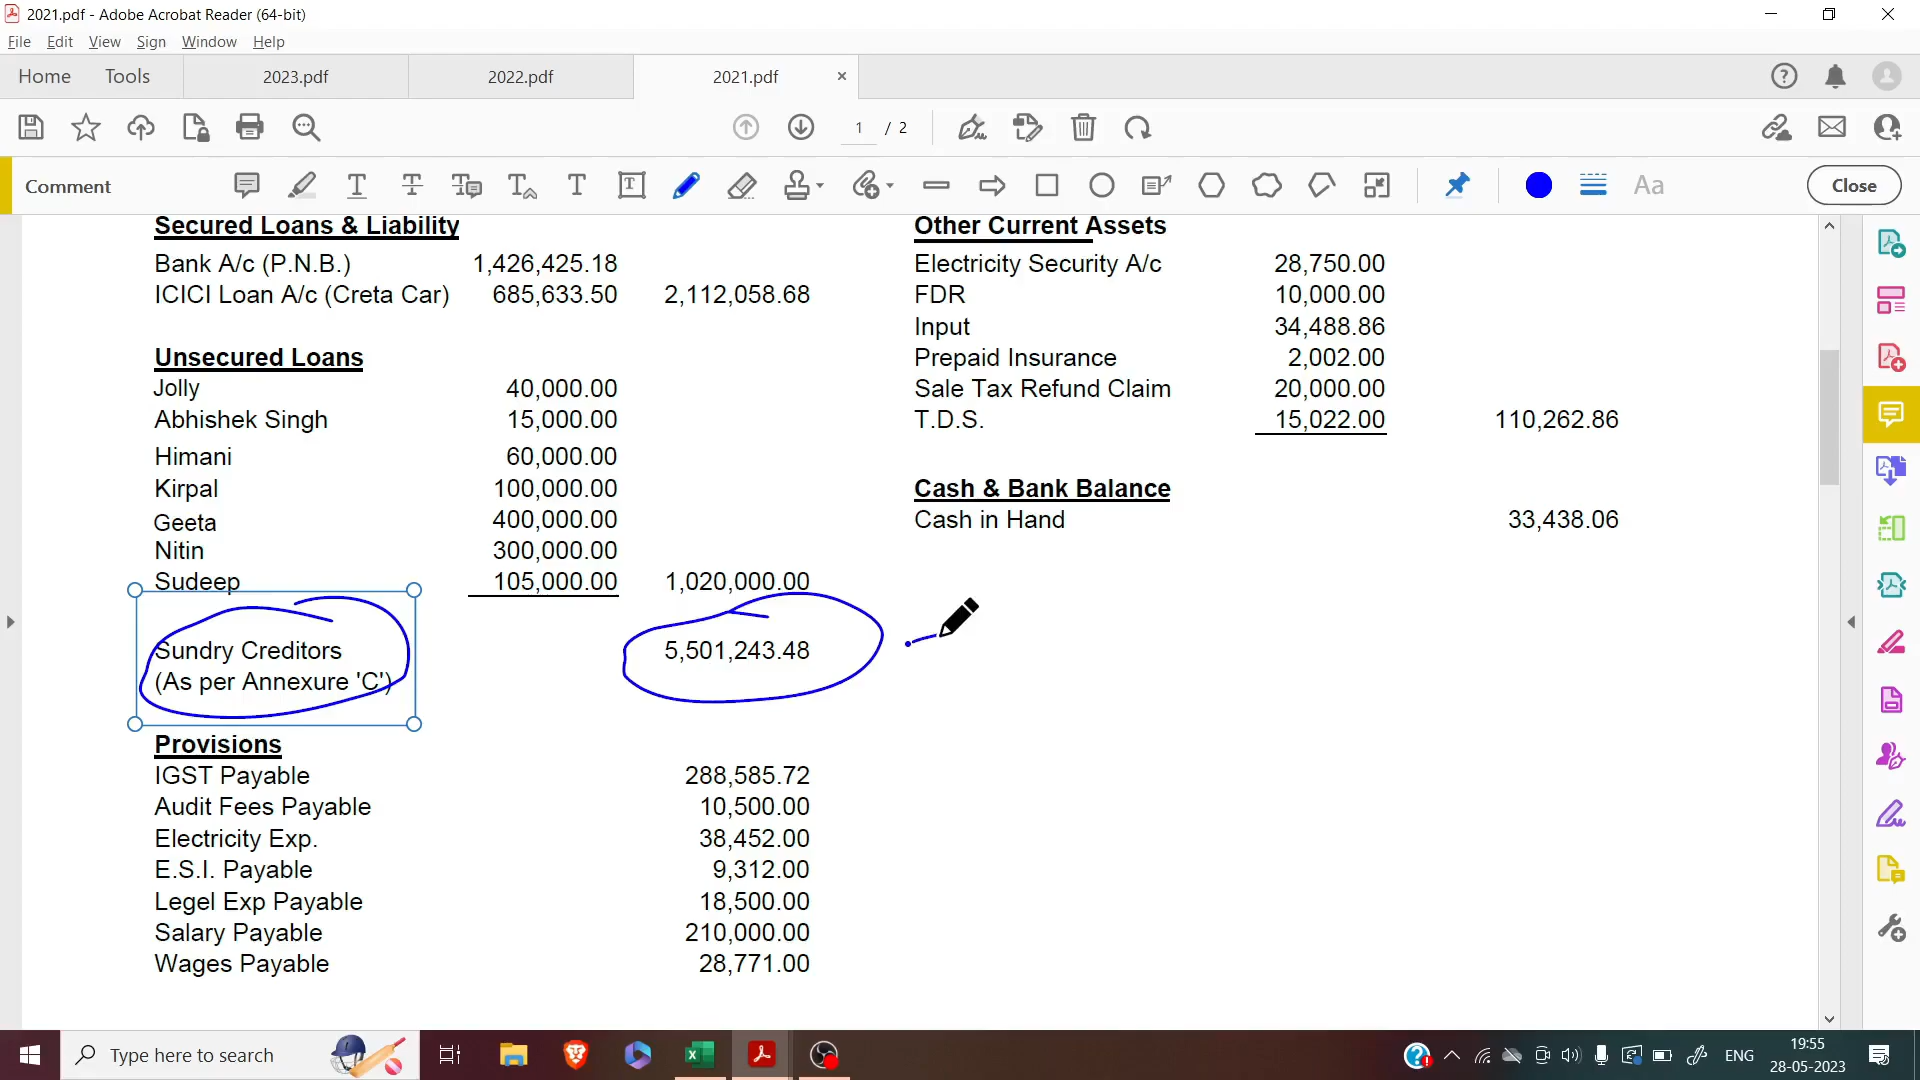 2021.pdf - Adobe Acrobat Reader (64-bit)
File Edit View Sign Window Help
Home Tools 2023.pdf 2022.pdf 2021.pdf
1 / 2
Comment Aa Close
Secured Loans & Liability
Bank A/c (P.N.B.) 1,426,425.18
ICICI Loan A/c (Creta Car) 685,633.50 2,112,058.68
Unsecured Loans
Jolly 40,000.00
Abhishek Singh 15,000.00
Himani 60,000.00
Kirpal 100,000.00
Geeta 400,000.00
Nitin 300,000.00
Sudeep 105,000.00 1,020,000.00
Sundry Creditors 5,501,243.48
(As per Annexure 'C')
Provisions
IGST Payable 288,585.72
Audit Fees Payable 10,500.00
Electricity Exp. 38,452.00
E.S.I. Payable 9,312.00
Legel Exp Payable 18,500.00
Salary Payable 210,000.00
Wages Payable 28,771.00
Other Current Assets
Electricity Security A/c 28,750.00
FDR 10,000.00
Input 34,488.86
Prepaid Insurance 2,002.00
Sale Tax Refund Claim 20,000.00
T.D.S. 15,022.00 110,262.86
Cash & Bank Balance
Cash in Hand 33,438.06
Type here to search
ENG
19:55
28-05-2023